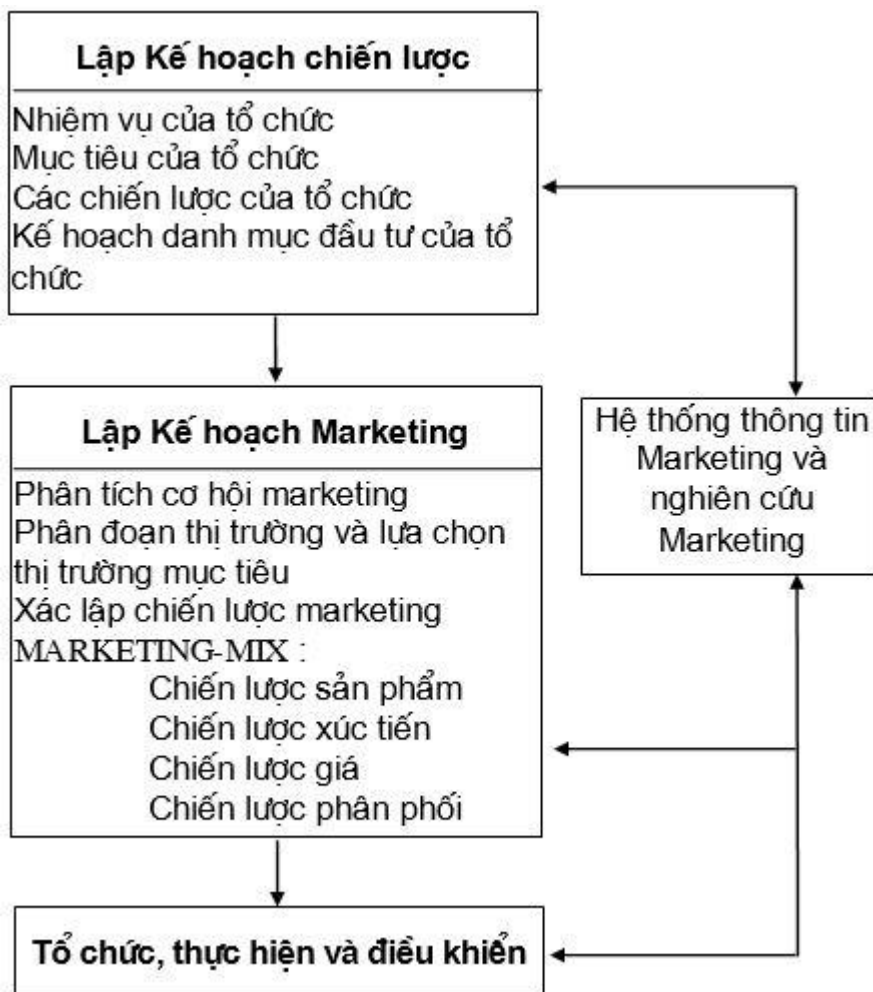 Lập Kế hoạch chiến lược
Nhiệm vụ của tổ chức
Mục tiêu của tổ chức
Các chiến lược của tổ chức
Kế hoạch danh mục đầu tư của tổ
chức
Lập Kế hoạch Marketing
Phân tích cơ hội marketing
Phân đoạn thị trường và lựa chọn
thị trường mục tiêu
Xác lập chiến lược marketing
MARKETING-MIX :
Chiến lược sản phẩm
Chiến lược xúc tiến
Chiến lược giá
Chiến lược phân phối
Hệ thống thông tin
Marketing và
nghiên cứu
Marketing
Tổ chức, thực hiện và điều khiển